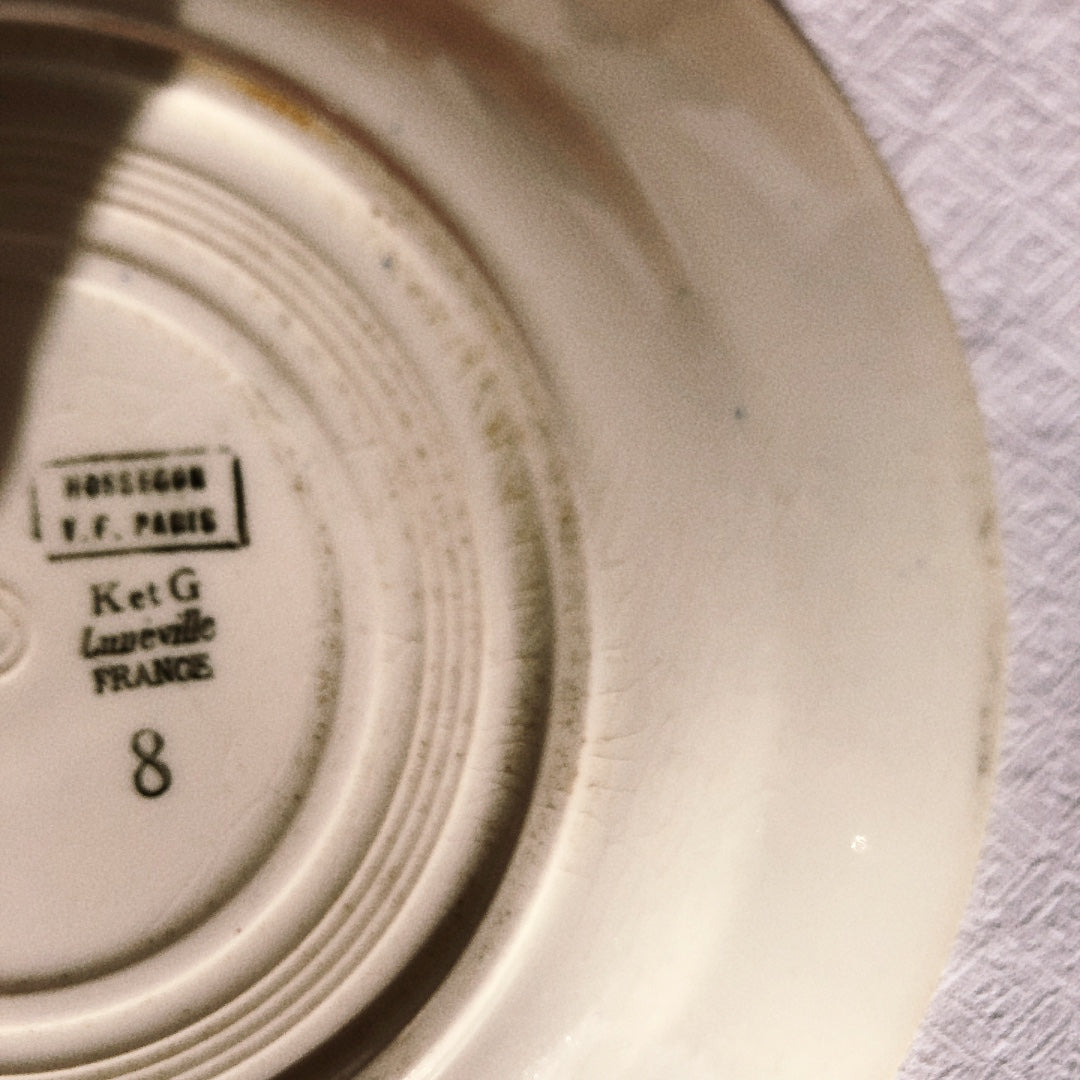 HOSSEGOR
V.F. PARIS
K et G
Lunéville
FRANCE
8